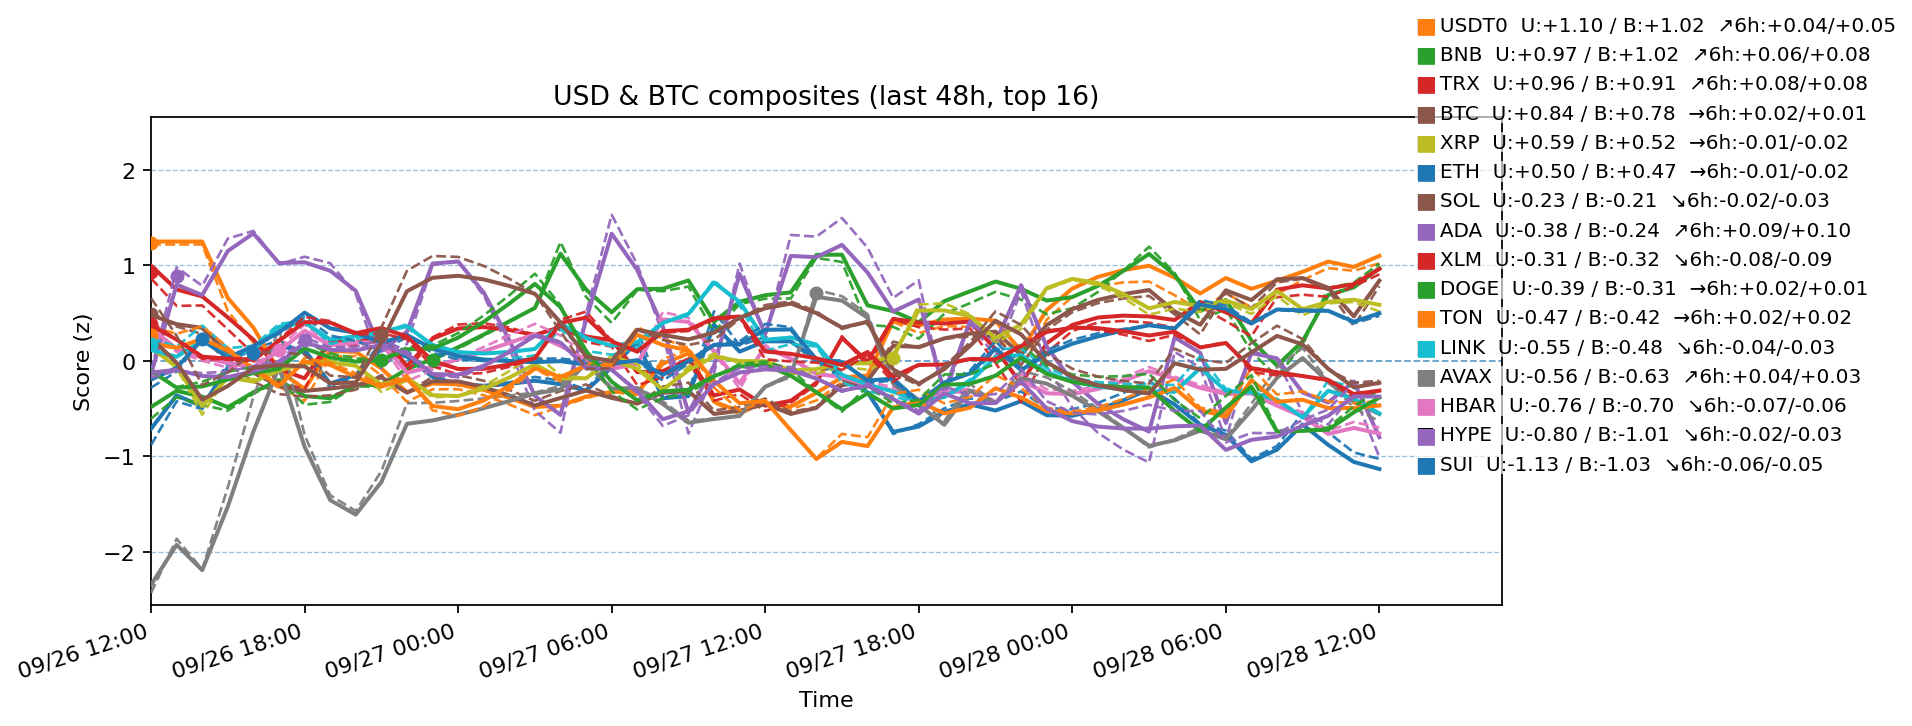 USDT0 U:+1.10 / B:+1.02 ↗6h:+0.04/+0.05
BNB U:+0.97 / B:+1.02 ↗6h:+0.06/+0.08
TRX U:+0.96 / B:+0.91 ↗6h:+0.08/+0.08
BTC U:+0.84 / B:+0.78 →6h:+0.02/+0.01
XRP U:+0.59 / B:+0.52 →6h:-0.01/-0.02
ETH U:+0.50 / B:+0.47 →6h:-0.01/-0.02
SOL U:-0.23 / B:-0.21 ↘6h:-0.02/-0.03
ADA U:-0.38 / B:-0.24 ↗6h:+0.09/+0.10
XLM U:-0.31 / B:-0.32 ↘6h:-0.08/-0.09
DOGE U:-0.39 / B:-0.31 →6h:+0.02/+0.01
TON U:-0.47 / B:-0.42 →6h:+0.02/+0.02
LINK U:-0.55 / B:-0.48 ↘6h:-0.04/-0.03
AVAX U:-0.56 / B:-0.63 ↗6h:+0.04/+0.03
HBAR U:-0.76 / B:-0.70 ↘6h:-0.07/-0.06
HYPE U:-0.80 / B:-1.01 ↘6h:-0.02/-0.03
SUI U:-1.13 / B:-1.03 ↘6h:-0.06/-0.05
USD & BTC composites (last 48h, top 16)
Score (z)
2
1
0
−1
−2
09/26 12:00
09/26 18:00
09/27 00:00
09/27 06:00
09/27 12:00
09/27 18:00
09/28 00:00
09/28 06:00
09/28 12:00
Time